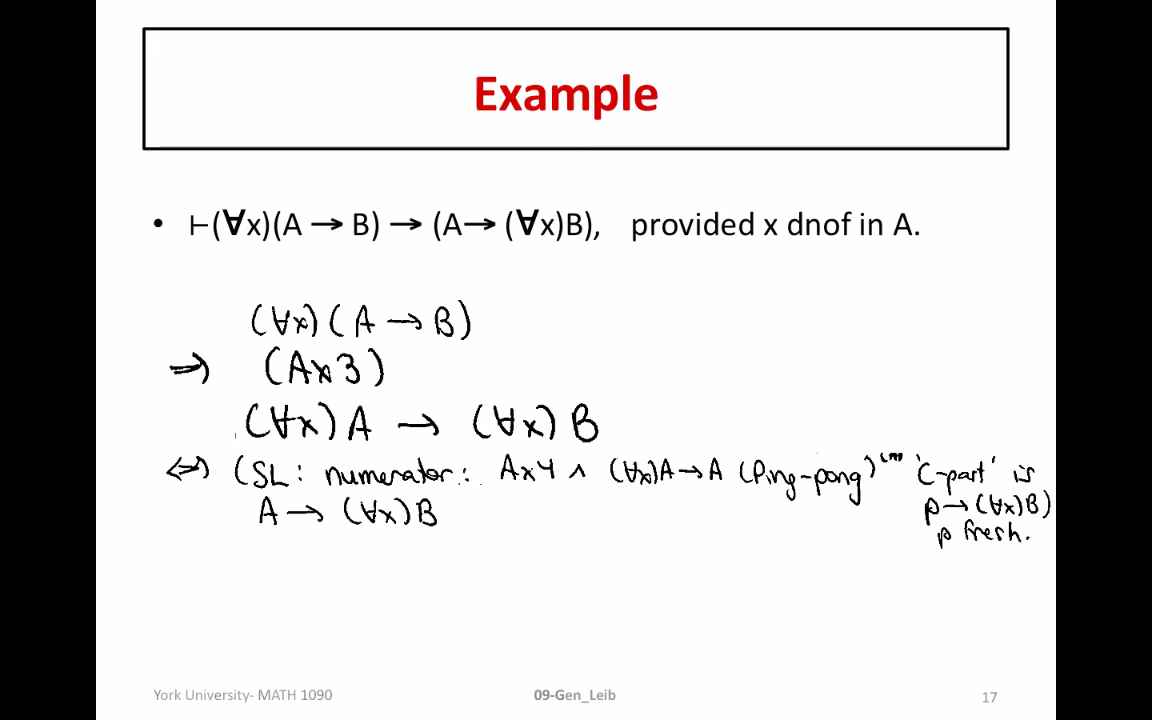 Example
• ⊢(∀x)(A → B) → (A→ (∀x)B), provided x dnof in A.
(∀x)(A → B)
⇒ (Ax3)
(∀x)A → (∀x)B
⇔ (SL: numerator: Ax4 ∧ (∀x)A→A (Ping-pong) 'C-part' is
A → (∀x)B
p→(∀x)B)
p fresh.
York University- MATH 1090
09-Gen_Leib
17